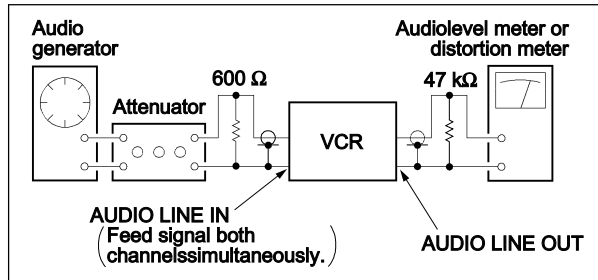 Audio
generator
Attenuator
600 Ω
VCR
47 kΩ
Audiolevel meter or
distortion meter
AUDIO LINE IN
(Feed signal both
channelssimultaneously.)
AUDIO LINE OUT